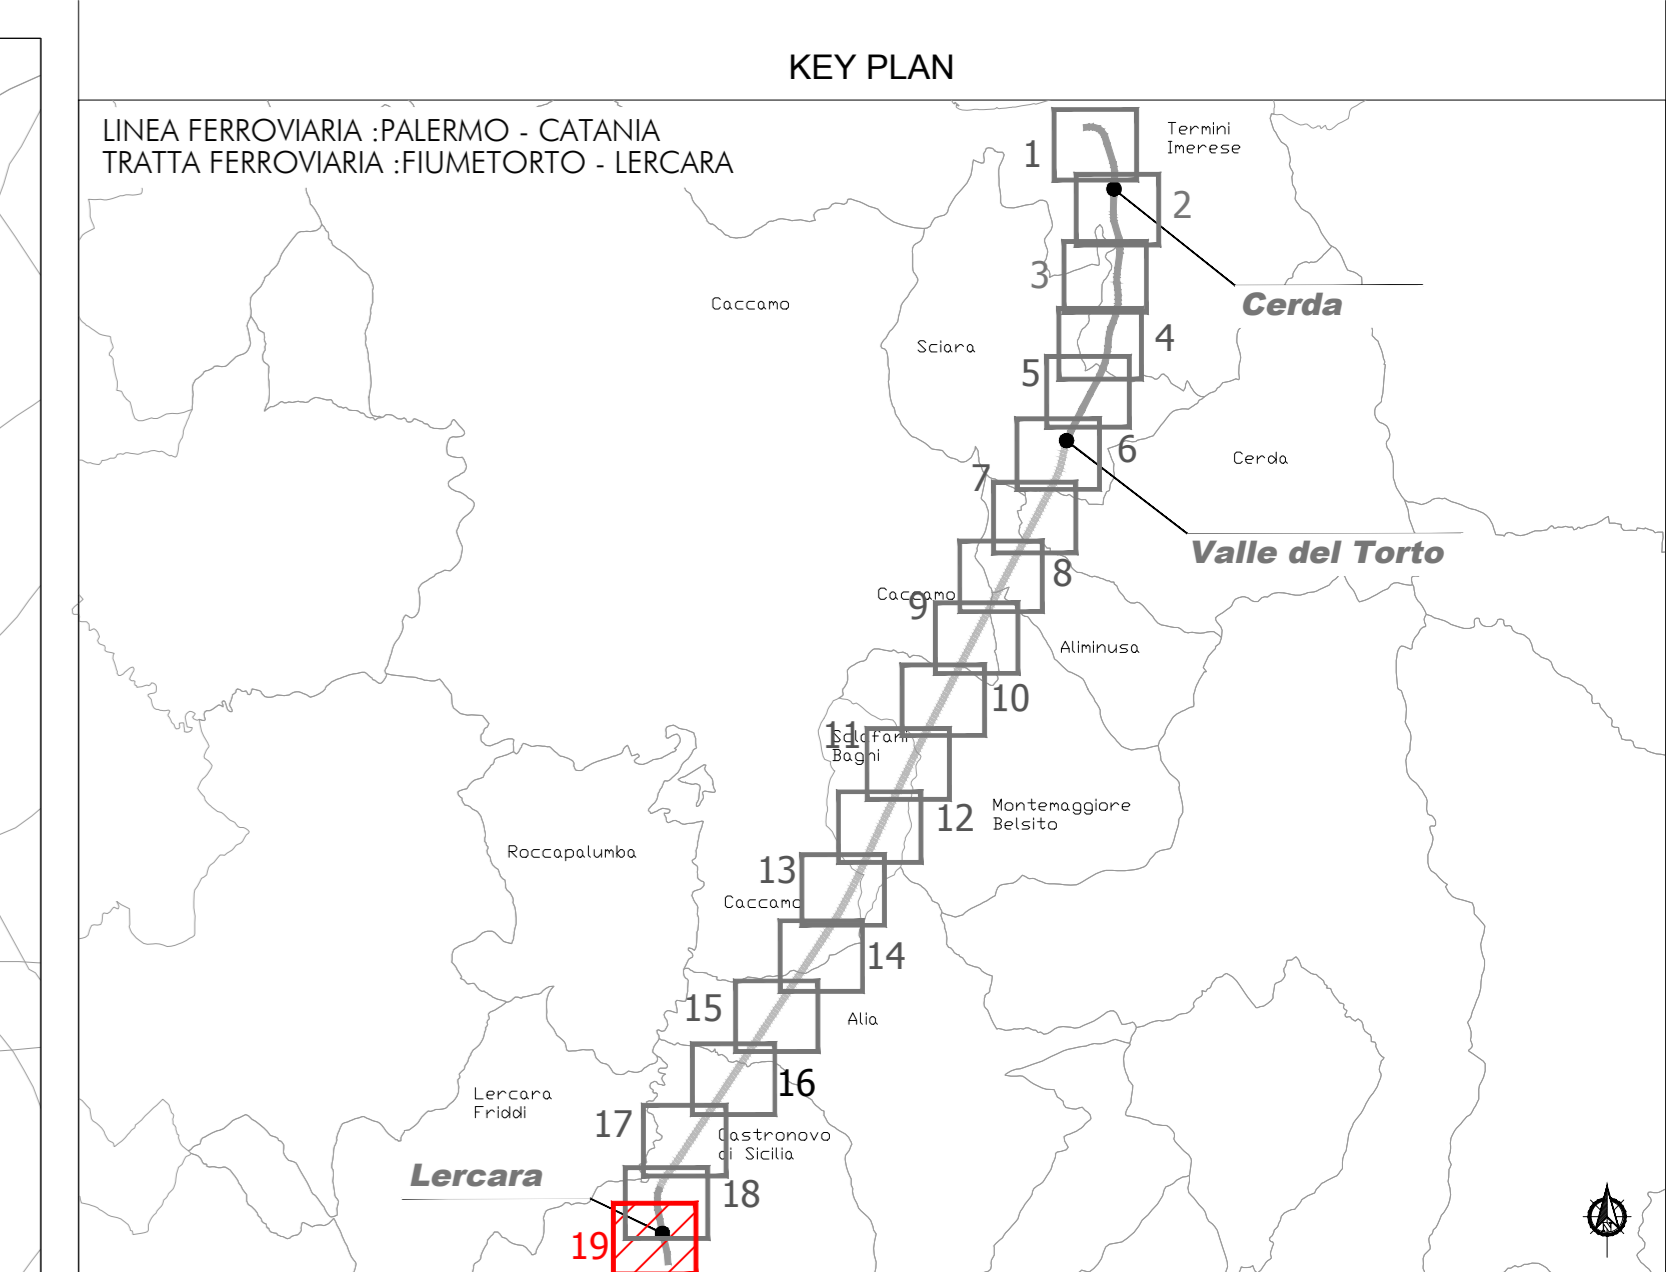 KEY PLAN
LINEA FERROVIARIA :PALERMO - CATANIA
TRATTA FERROVIARIA :FIUMETORTO - LERCARA
1
Termini
Imerese
2
3
Caccamo
Cerda
4
Sciara
5
6
Cerda
7
Valle del Torto
8
Caccamo
9
Aliminusa
10
11
Sclafani
Bagni
12
Montemaggiore
Belsito
13
Roccapalumba
Caccamo
14
15
Alia
16
Lercara
Friddi
17
Castronovo
di Sicilia
Lercara
18
19
N